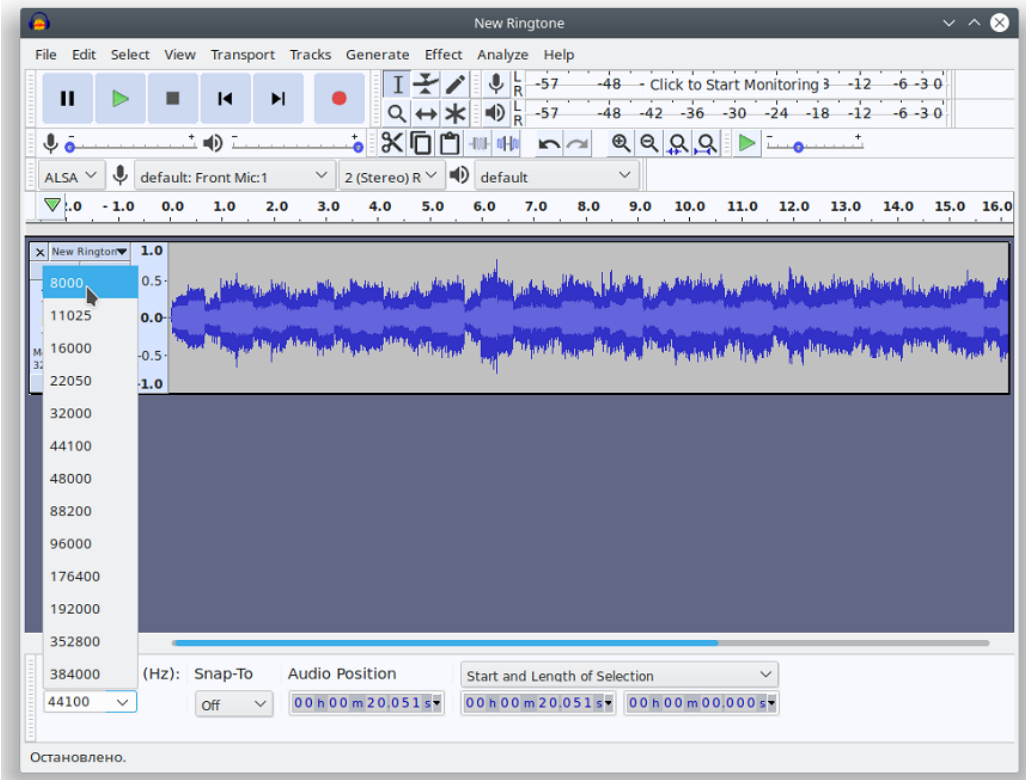 New Ringtone
File Edit Select View Transport Tracks Generate Effect Analyze Help
L R -57 -48 - Click to Start Monitoring -12 -6 -3 0
L R -57 -48 -42 -36 -30 -24 -18 -12 -6 -3 0
- +
- +
- +
ALSA default: Front Mic:1 2 (Stereo) R default
- 1.0 0.0 1.0 2.0 3.0 4.0 5.0 6.0 7.0 8.0 9.0 10.0 11.0 12.0 13.0 14.0 15.0 16.0
New Rington 1.0
8000 0.5
11025 0.0
16000
-0.5
32
22050 -1.0
32000
44100
48000
88200
96000
176400
192000
352800
384000 (Hz): Snap-To Audio Position Start and Length of Selection
44100 Off 00 h 00 m 20.051 s 00 h 00 m 20.051 s 00 h 00 m 00.000 s
Остановлено.